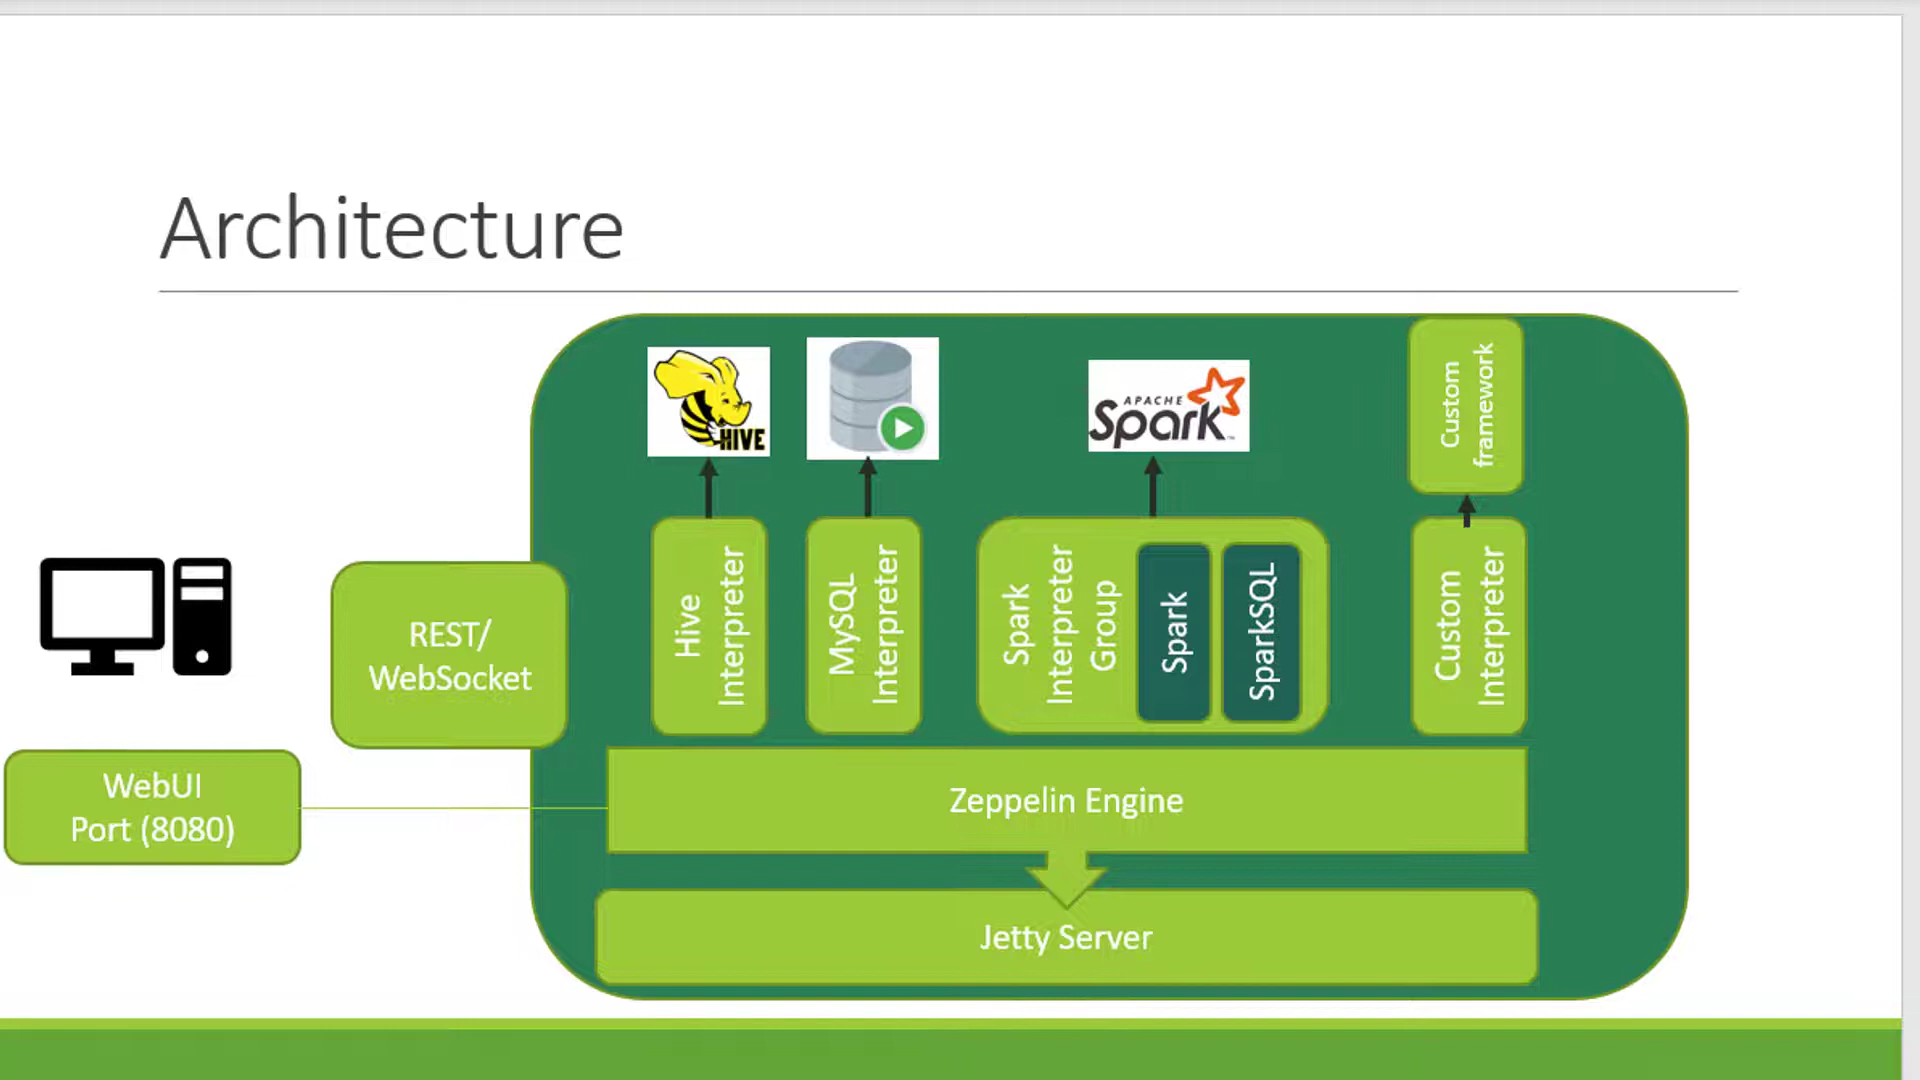 Architecture
HIVE
APACHE
Spark™
Custom
framework
Hive
Interpreter
MySQL
Interpreter
Spark
Interpreter
Group
Spark
SparkSQL
Custom
Interpreter
REST/
WebSocket
WebUI
Port (8080)
Zeppelin Engine
Jetty Server